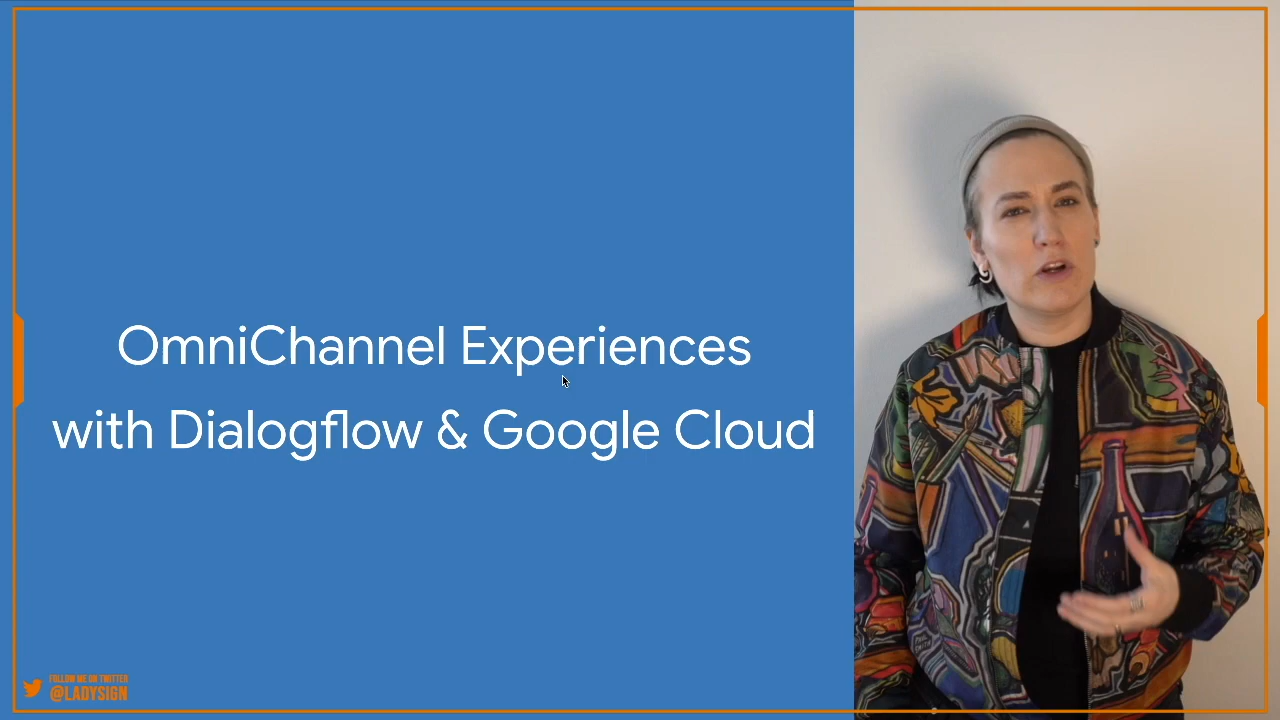 OmniChannel Experiences
with Dialogflow & Google Cloud
FOLLOW ME ON TWITTER
@LADYSIGN